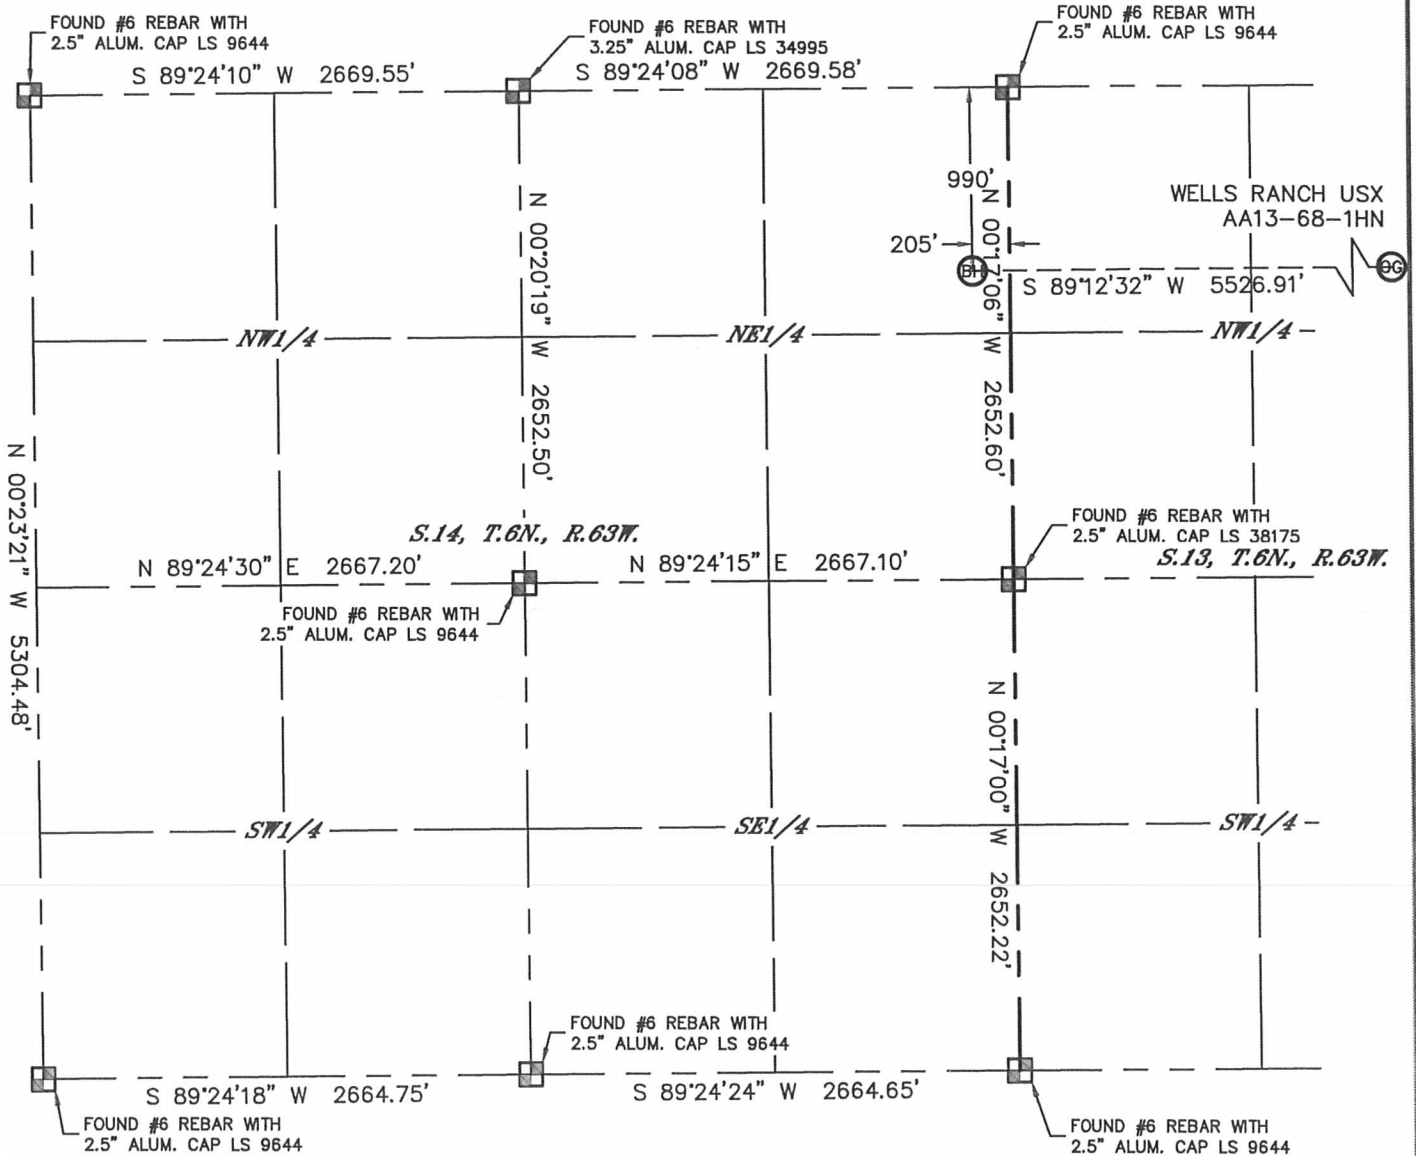 FOUND #6 REBAR WITH
2.5" ALUM. CAP LS 9644
FOUND #6 REBAR WITH
3.25" ALUM. CAP LS 34995
FOUND #6 REBAR WITH
2.5" ALUM. CAP LS 9644
S 89°24'10" W 2669.55'
S 89°24'08" W 2669.58'
990'
WELLS RANCH USX
AA13-68-1HN
205'
BH
OG
S 89°12'32" W 5526.91'
N 00°20'19" W 2652.50'
N 00°17'06" W 2652.60'
NW1/4
NE1/4
NW1/4
N 00°23'21" W 5304.48'
S.14, T.6N., R.63W.
FOUND #6 REBAR WITH
2.5" ALUM. CAP LS 38175
S.13, T.6N., R.63W.
N 89°24'30" E 2667.20'
N 89°24'15" E 2667.10'
FOUND #6 REBAR WITH
2.5" ALUM. CAP LS 9644
N 00°17'00" W 2652.22'
SW1/4
SE1/4
SW1/4
FOUND #6 REBAR WITH
2.5" ALUM. CAP LS 9644
S 89°24'18" W 2664.75'
S 89°24'24" W 2664.65'
FOUND #6 REBAR WITH
2.5" ALUM. CAP LS 9644
FOUND #6 REBAR WITH
2.5" ALUM. CAP LS 9644